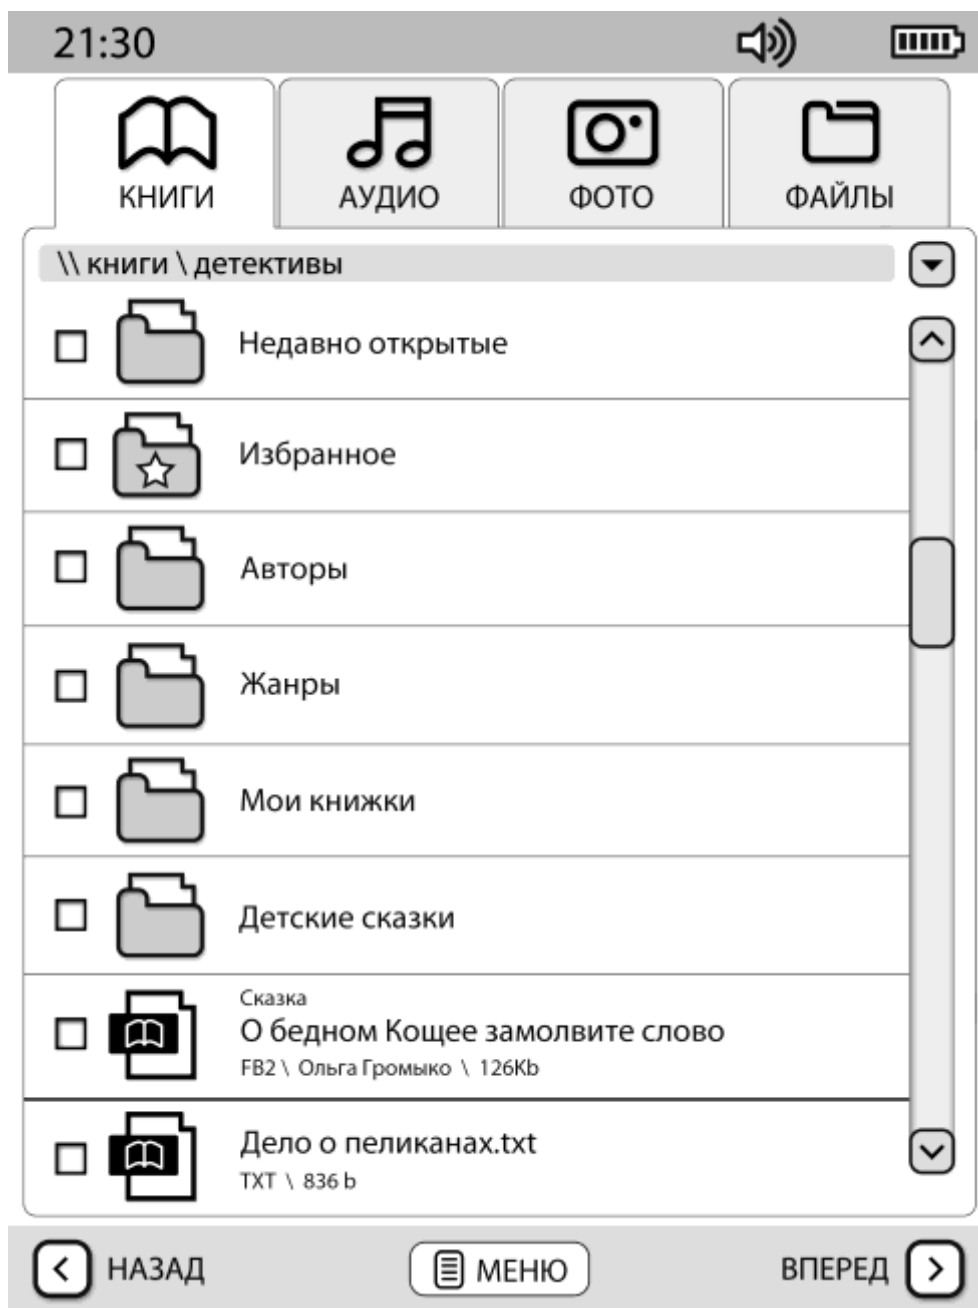 21:30
КНИГИ
АУДИО
ФОТО
ФАЙЛЫ
\\ книги \ детективы
Недавно открытые
Избранное
Авторы
Жанры
Мои книжки
Детские сказки
Сказка
О бедном Кощее замолвите слово
FB2 \ Ольга Громыко \ 126Kb
Дело о пеликанах.txt
TXT \ 836 b
НАЗАД
МЕНЮ
ВПЕРЕД